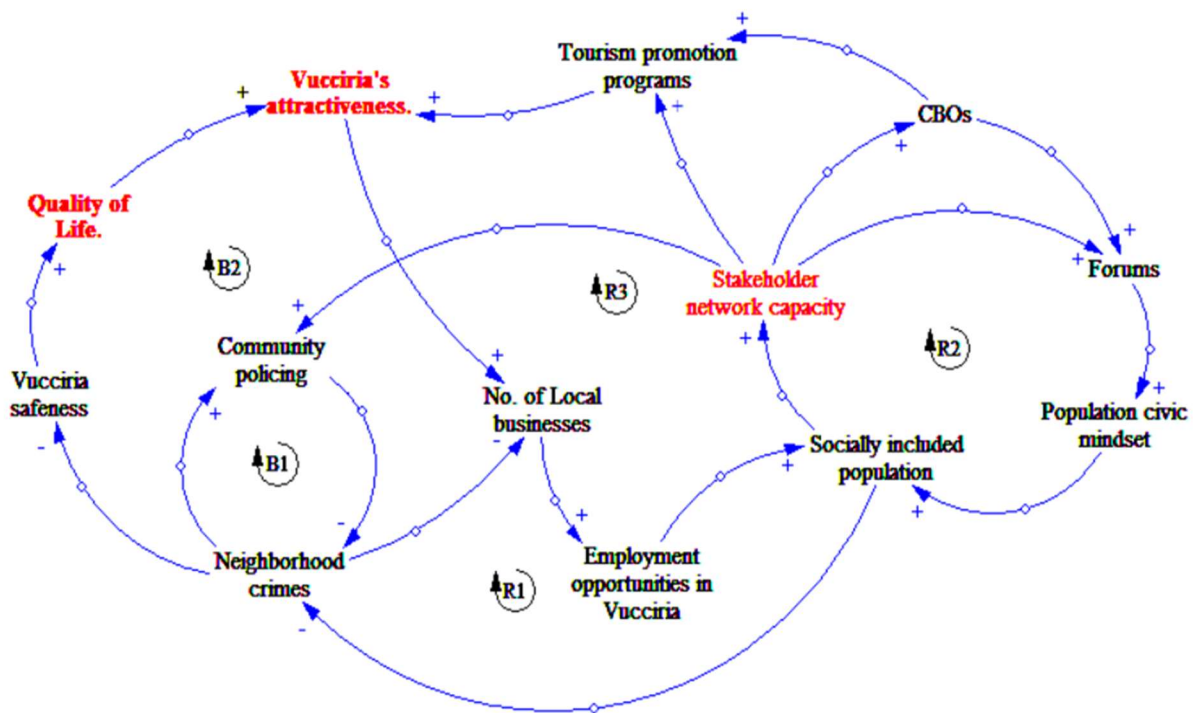 Tourism promotion
programs
+
+
Vucciria's
attractiveness.
+
+
+
CBOs
+
Quality of
Life.
+
B2
R3
Stakeholder
network capacity
+
+
+
Forums
+
Community
policing
+
R2
Vucciria
safeness
-
+
No. of Local
businesses
-
+
Population civic
mindset
B1
Socially included
population
+
+
-
+
Neighborhood
crimes
-
R1
Employment
opportunities in
Vucciria